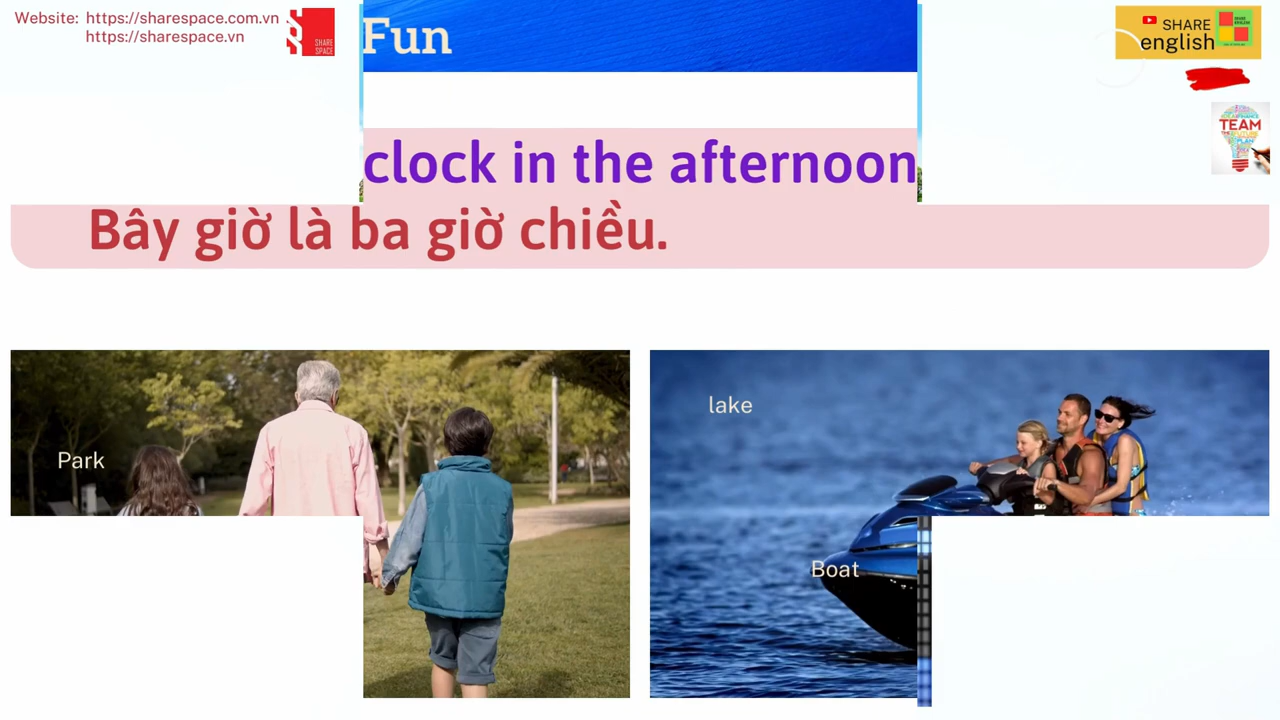 Website: https://sharespace.com.vn
https://sharespace.vn
SHARE
SPACE
Fun
SHARE
english
TEAM
PLAN
clock in the afternoon
Bây giờ là ba giờ chiều.
Park
lake
Boat